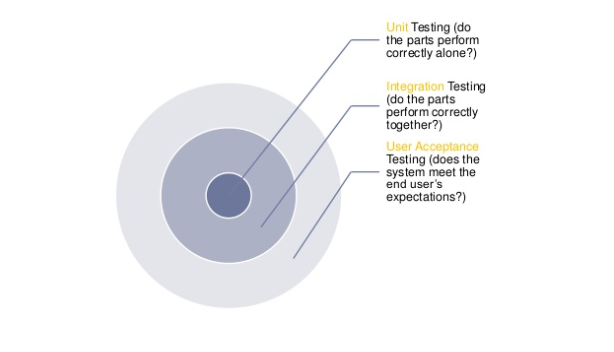 Unit Testing (do
the parts perform
correctly alone?)
Integration Testing
(do the parts
perform correctly
together?)
User Acceptance
Testing (does the
system meet the
end user’s
expectations?)